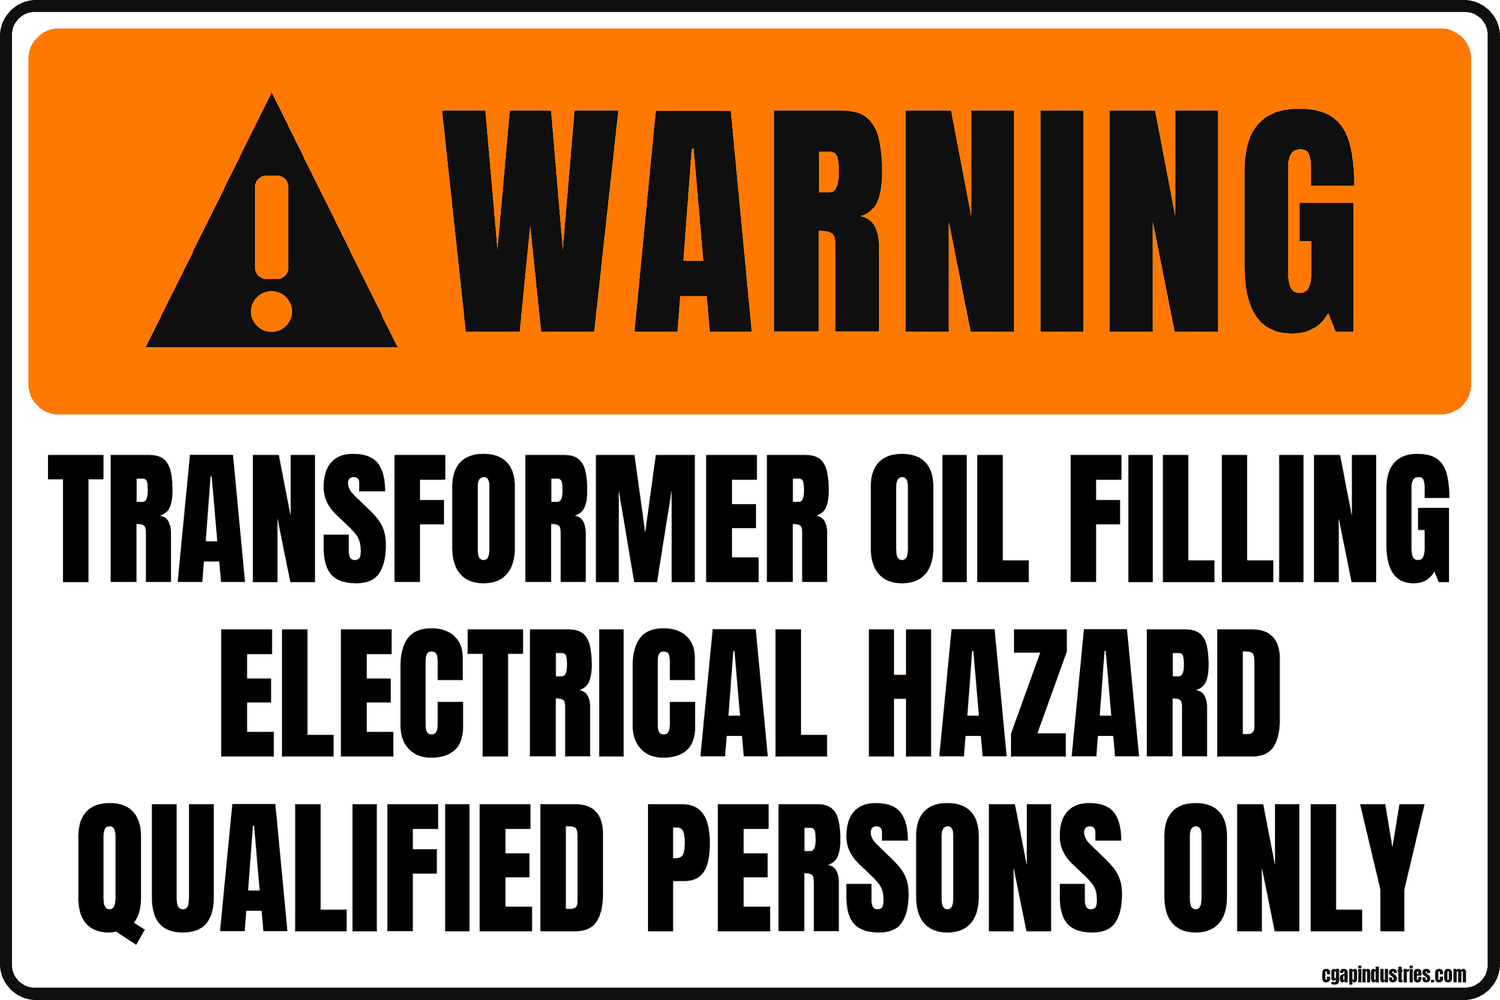 WARNING
TRANSFORMER OIL FILLING
ELECTRICAL HAZARD
QUALIFIED PERSONS ONLY
cgapindustries.com